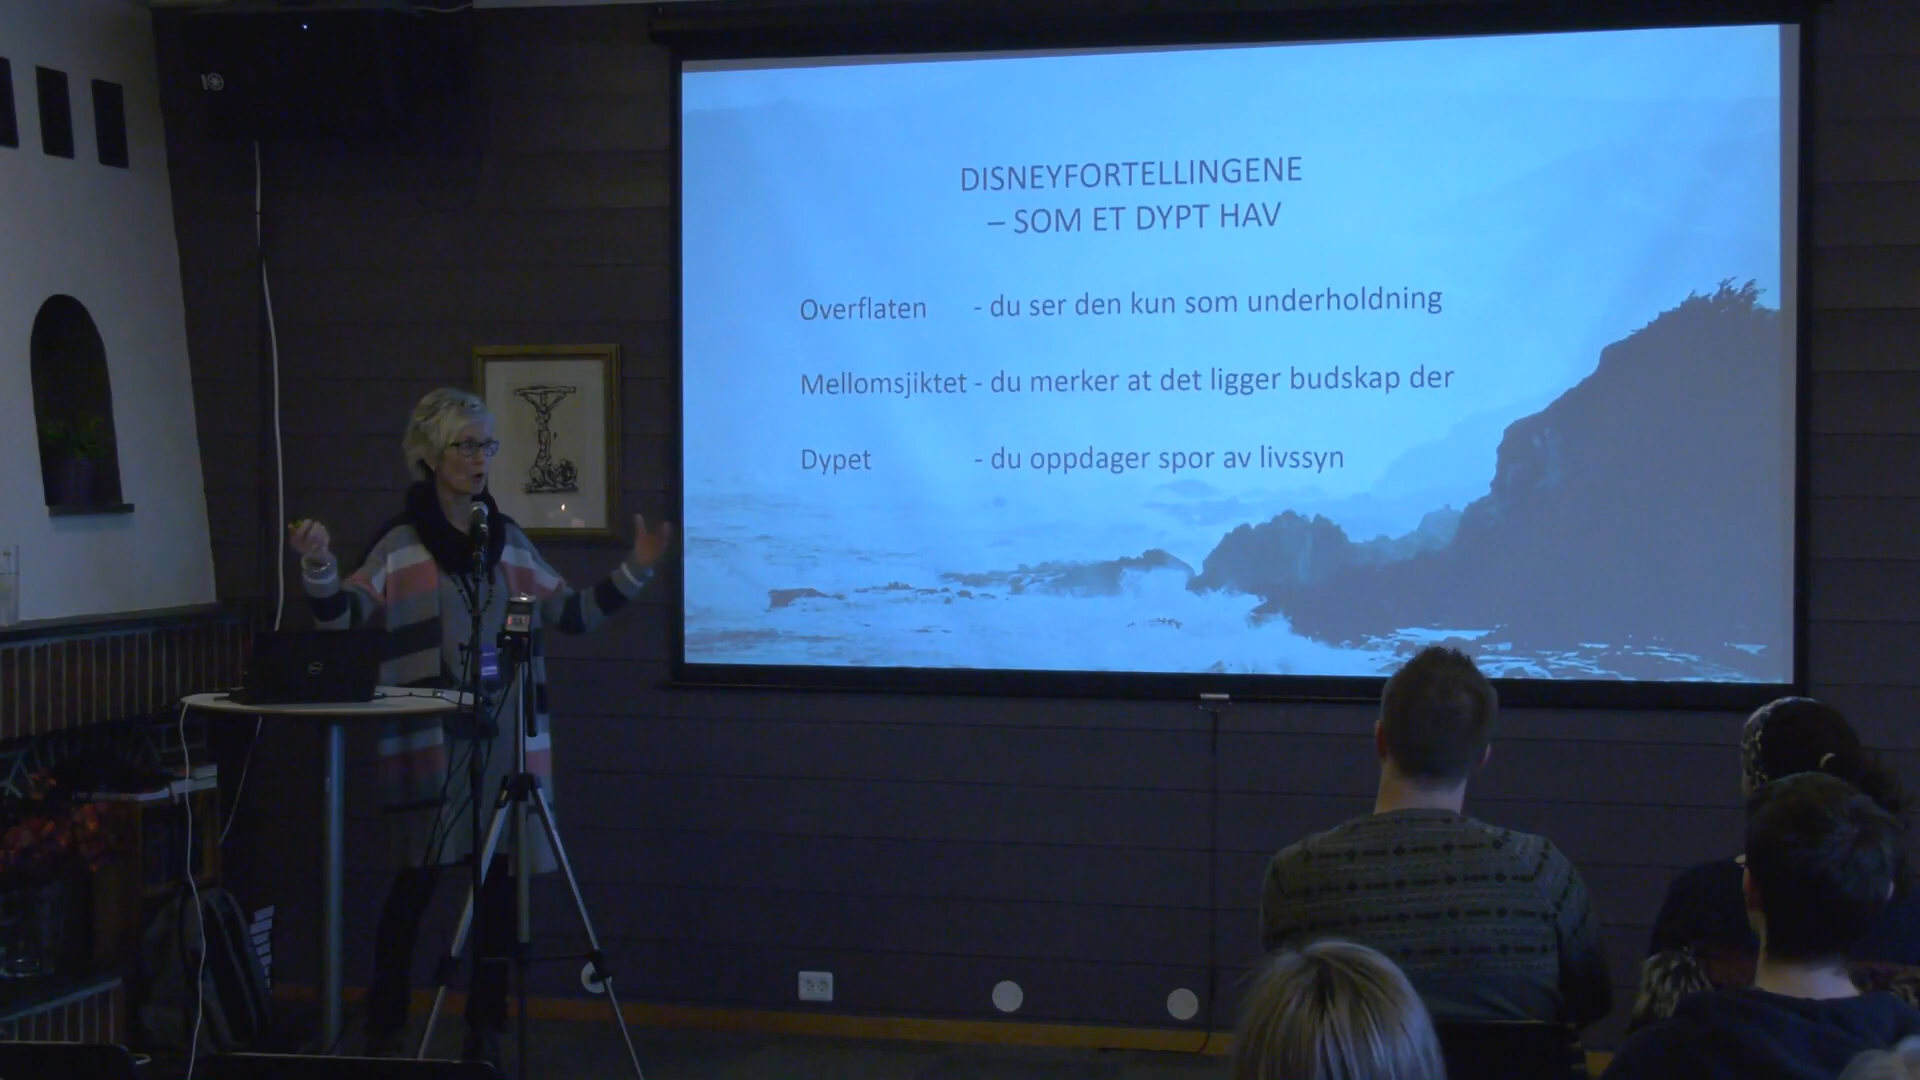 DISNEYFORTELLINGENE
– SOM ET DYPT HAV
Overflaten - du ser den kun som underholdning
Mellomsjiktet - du merker at det ligger budskap der
Dypet - du oppdager spor av livssyn
DELL